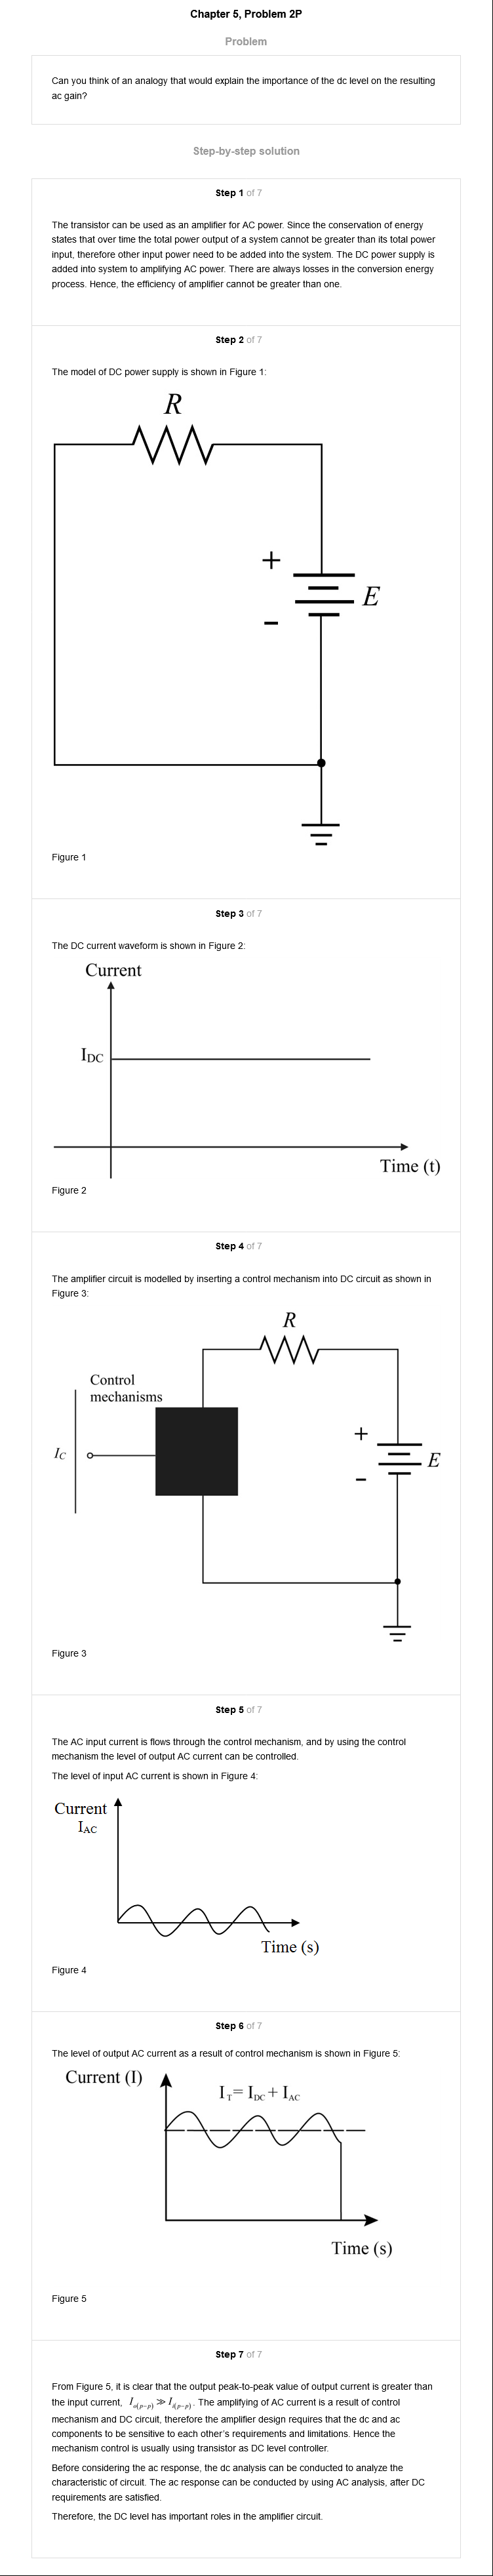 Chapter 5, Problem 2P
Problem
Can you think of an analogy that would explain the importance of the dc level on the resulting
ac gain?
Step-by-step solution
Step 1 of 7
The transistor can be used as an amplifier for AC power. Since the conservation of energy
states that over time the total power output of a system cannot be greater than its total power
input, therefore other input power need to be added into the system. The DC power supply is
added into system to amplifying AC power. There are always losses in the conversion energy
process. Hence, the efficiency of amplifier cannot be greater than one.
Step 2 of 7
The model of DC power supply is shown in Figure 1:
R
+
E
-
Figure 1
Step 3 of 7
The DC current waveform is shown in Figure 2:
Current
IDC
Time (t)
Figure 2
Step 4 of 7
The amplifier circuit is modelled by inserting a control mechanism into DC circuit as shown in
Figure 3:
R
Control
mechanisms
+
IC
E
-
Figure 3
Step 5 of 7
The AC input current is flows through the control mechanism, and by using the control
mechanism the level of output AC current can be controlled.
The level of input AC current is shown in Figure 4:
Current
IAC
Time (s)
Figure 4
Step 6 of 7
The level of output AC current as a result of control mechanism is shown in Figure 5:
Current (I)
IT = IDC + IAC
Time (s)
Figure 5
Step 7 of 7
From Figure 5, it is clear that the output peak-to-peak value of output current is greater than
the input current, Io(p-p) ≫ Ii(p-p). The amplifying of AC current is a result of control
mechanism and DC circuit, therefore the amplifier design requires that the dc and ac
components to be sensitive to each other's requirements and limitations. Hence the
mechanism control is usually using transistor as DC level controller.
Before considering the ac response, the dc analysis can be conducted to analyze the
characteristic of circuit. The ac response can be conducted by using AC analysis, after DC
requirements are satisfied.
Therefore, the DC level has important roles in the amplifier circuit.